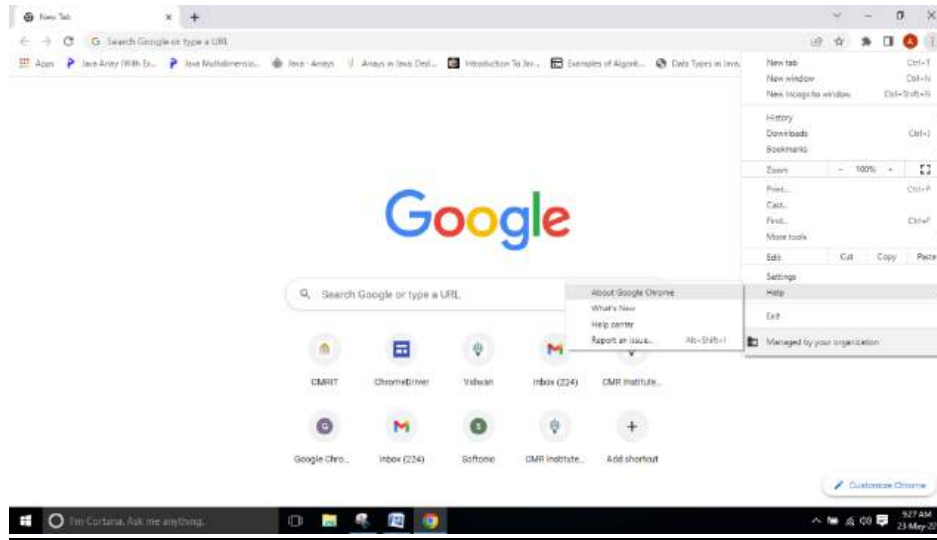 New Tab
Search Google or type a URL
Apps Java Array (With Ex... Java Multidimensio... Java - Arrays Arrays in Java Decl... Introduction To Jav... Examples of Algorit... Data Types in Java
New tab Ctrl+T
New window Ctrl+N
New Incognito window Ctrl+Shift+N
History
Downloads Ctrl+J
Bookmarks
Zoom - 100% +
Print... Ctrl+P
Cast...
Find... Ctrl+F
More tools
Edit Cut Copy Paste
Settings
Help
Exit
Managed by your organization
About Google Chrome
What's New
Help center
Report an issue... Alt+Shift+I
Google
Search Google or type a URL
CMRIT ChromeDriver Vidwan Inbox (224) CMR Institute...
Google Chro... Inbox (224) Softonic CMR Institute... Add shortcut
Customize Chrome
I'm Cortana. Ask me anything.
9:27 AM
23-May-22